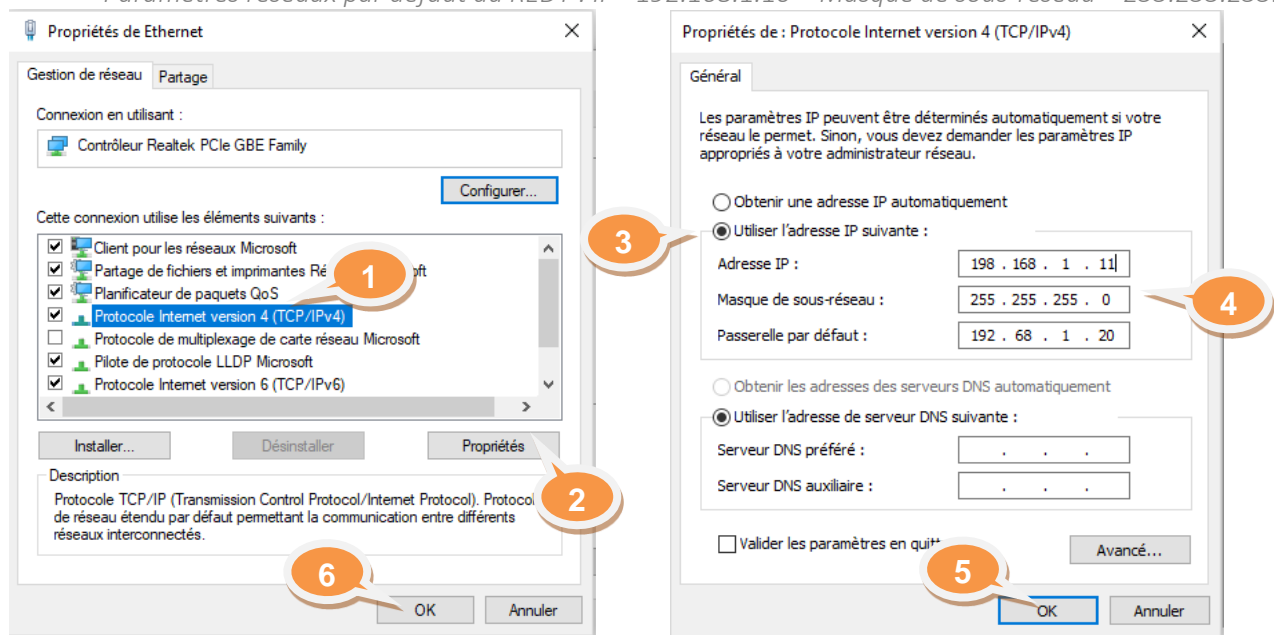 Propriétés de Ethernet
Gestion de réseau Partage
Connexion en utilisant :
Contrôleur Realtek PCIe GBE Family
Configurer...
Cette connexion utilise les éléments suivants :
Client pour les réseaux Microsoft
Partage de fichiers et imprimantes
1
Planificateur de paquets QoS
Protocole Internet version 4 (TCP/IPv4)
Protocole de multiplexage de carte réseau Microsoft
Pilote de protocole LLDP Microsoft
Protocole Internet version 6 (TCP/IPv6)
Installer... Désinstaller Propriétés
2
Description
Protocole TCP/IP (Transmission Control Protocol/Internet Protocol).
de réseau étendu par défaut permettant la communication entre différents
réseaux interconnectés.
6
OK Annuler
Propriétés de : Protocole Internet version 4 (TCP/IPv4)
Général
Les paramètres IP peuvent être déterminés automatiquement si votre
réseau le permet. Sinon, vous devez demander les paramètres IP
appropriés à votre administrateur réseau.
Obtenir une adresse IP automatiquement
3
Utiliser l'adresse IP suivante :
Adresse IP : 198 . 168 . 1 . 11
Masque de sous-réseau : 255 . 255 . 255 . 0
4
Passerelle par défaut : 192 . 68 . 1 . 20
Obtenir les adresses des serveurs DNS automatiquement
Utiliser l'adresse de serveur DNS suivante :
Serveur DNS préféré : . . .
Serveur DNS auxiliaire : . . .
Valider les paramètres en
Avancé...
5
OK Annuler